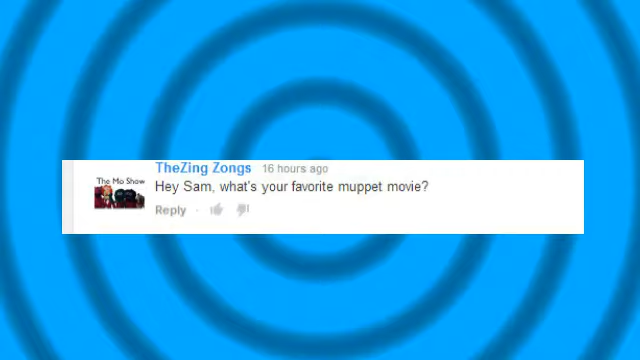 TheZing Zongs 16 hours ago
The Mo Show
Hey Sam, what's your favorite muppet movie?
Reply ·